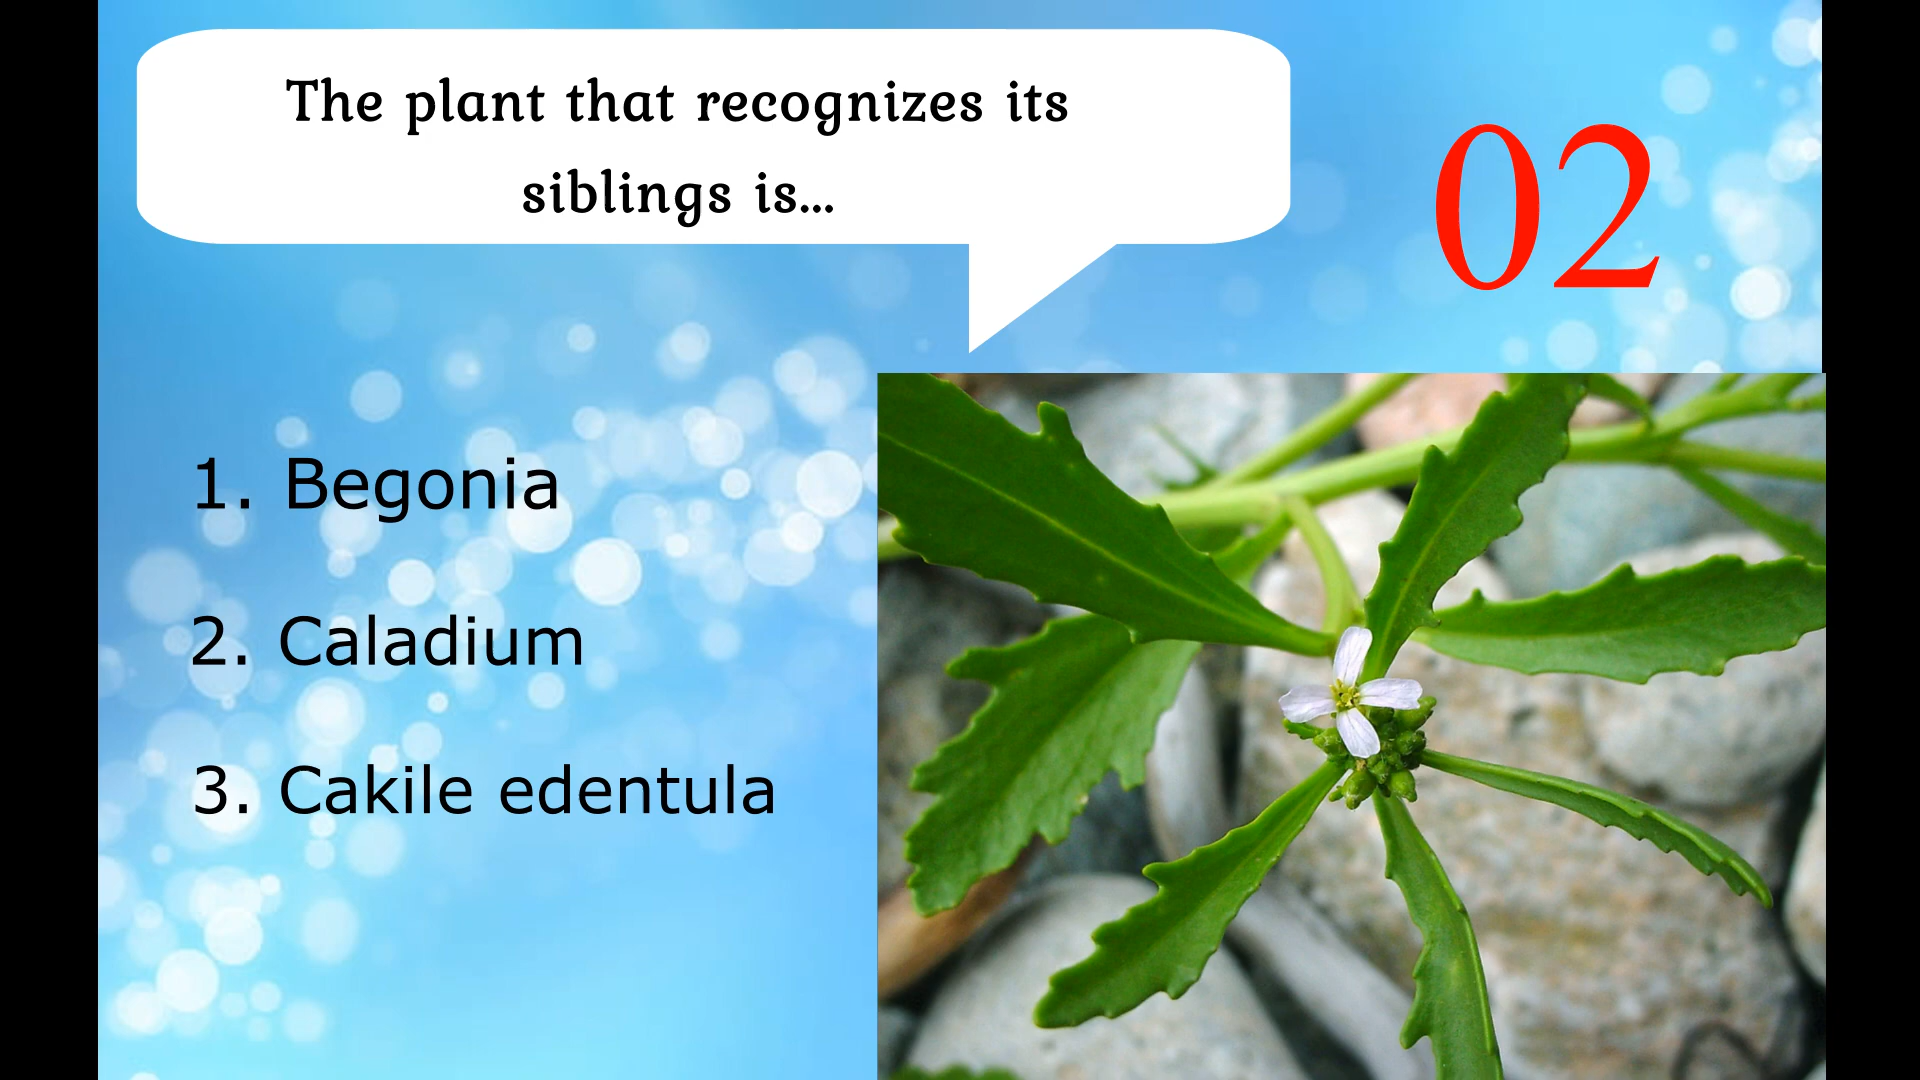 The plant that recognizes its
siblings is...
02
1. Begonia
2. Caladium
3. Cakile edentula